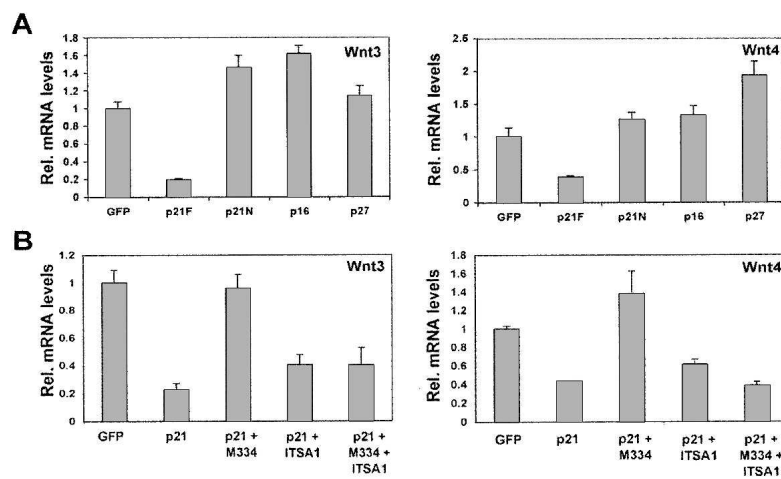 A
Wnt3
Rel. mRNA levels
1.8
1.6
1.4
1.2
1
0.8
0.6
0.4
0.2
0
GFP p21F p21N p16 p27
Wnt4
Rel. mRNA levels
2.5
2
1.5
1
0.5
0
GFP p21F p21N p16 p27
B
Wnt3
Rel. mRNA levels
1.2
1
0.8
0.6
0.4
0.2
0
GFP p21 p21 + p21 + p21 +
M334 ITSA1 M334 +
ITSA1
Wnt4
Rel. mRNA levels
1.8
1.6
1.4
1.2
1
0.8
0.6
0.4
0.2
0
GFP p21 p21 + p21 + p21 +
M334 ITSA1 M334 +
ITSA1